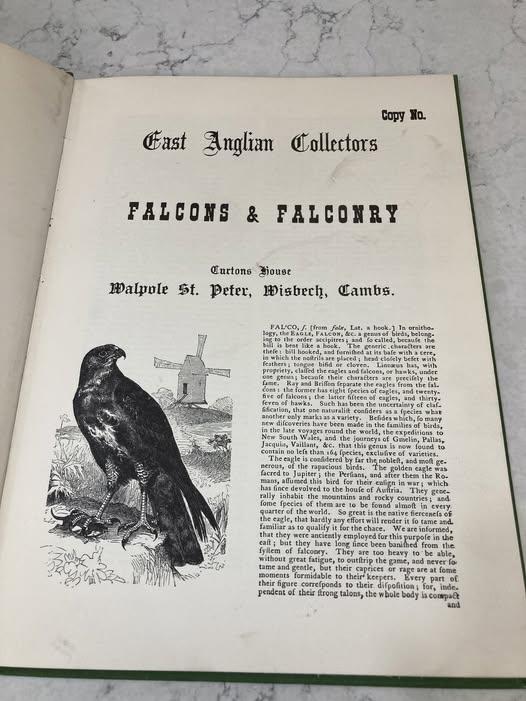 Copy No.
East Anglian Collectors
FALCONS & FALCONRY
Curtons House
Walpole St. Peter, Wisbech, Cambs.
FAL'CO, ſ. [from falx, Lat. a hook.] In ornitho-
logy, the EAGLE, FALCON, &c. a genus of birds, belong-
ing to the order accipitres; and ſo called, becauſe the
bill is bent like a hook. The generic characters are
theſe: bill hooked, and furniſhed at its baſe with a cere,
in which the noſtrils are placed; head cloſely beſet with
feathers; tongue bifid or cloven. Linnæus has, with
propriety, claſſed the eagles and falcons, or hawks, under
one genus; becauſe their characters are preciſely the
ſame. Ray and Briſſon ſeparate the eagles from the fal-
cons: the former has eight ſpecies of eagles, and twenty-
five of falcons; the latter fifteen of eagles, and thirty-
ſeven of hawks. Such has been the uncertainty of claſ-
ſification, that one naturaliſt conſiders as a ſpecies what
another only marks as a variety. Beſides which, ſo many
new diſcoveries have been made in the families of birds,
in the late voyages round the world, the expeditions to
New South Wales, and the journeys of Gmelin, Pallas,
Jacquin, Vaillant, &c. that this genus is now found to
contain no leſs than 164 ſpecies, excluſive of varieties.
The eagle is conſidered by far the nobleſt, and moſt ge-
nerous, of the rapacious birds. The golden eagle was
ſacred to Jupiter; the Perſians, and after them the Ro-
mans, aſſumed this bird for their enſign in war; which
has ſince devolved to the houſe of Auſtria. They gene-
rally inhabit the mountains and rocky countries; and
ſome ſpecies of them are to be found almoſt in every
quarter of the world. So great is the native fierceneſs of
the eagle, that hardly any effort will render it ſo tame and
familiar as to qualify it for the chace. We are informed,
that they were anciently employed for this purpoſe in the
eaſt; but they have long ſince been baniſhed from the
ſyſtem of falconry. They are too heavy to be able,
without great fatigue, to outſtrip the game, and never ſo
tame and gentle, but their caprices or rage are at ſome
moments formidable to their keepers. Every part of
their figure correſponds to their diſpoſition; for, inde-
pendent of their ſtrong talons, the whole body is compact
and